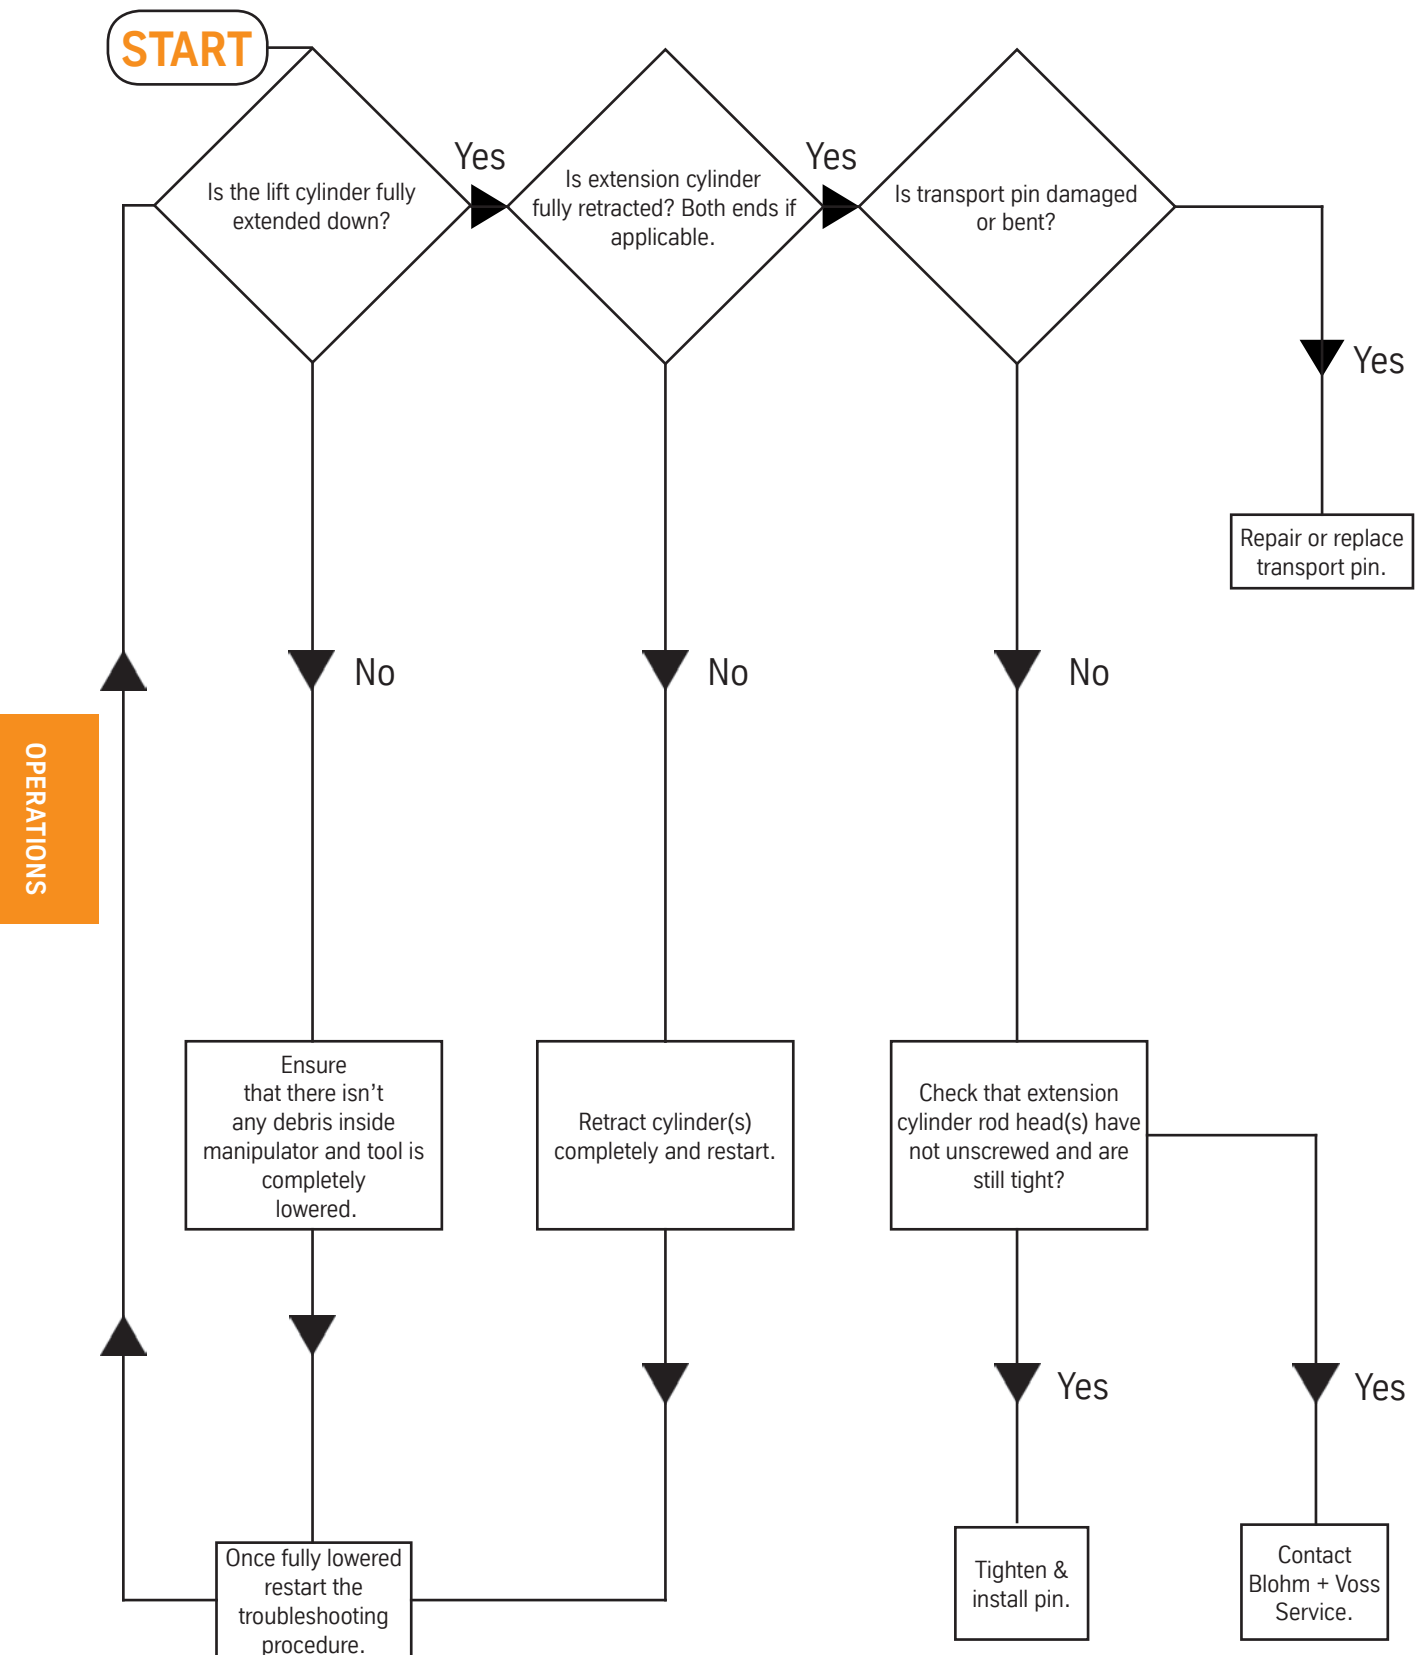 START
Is the lift cylinder fully
extended down?
Yes
Is extension cylinder
fully retracted? Both ends if
applicable.
Yes
Is transport pin damaged
or bent?
Yes
Repair or replace
transport pin.
No
No
No
OPERATIONS
Ensure
that there isn’t
any debris inside
manipulator and tool is
completely
lowered.
Retract cylinder(s)
completely and restart.
Check that extension
cylinder rod head(s) have
not unscrewed and are
still tight?
Yes
Yes
Once fully lowered
restart the
troubleshooting
procedure.
Tighten &
install pin.
Contact
Blohm + Voss
Service.